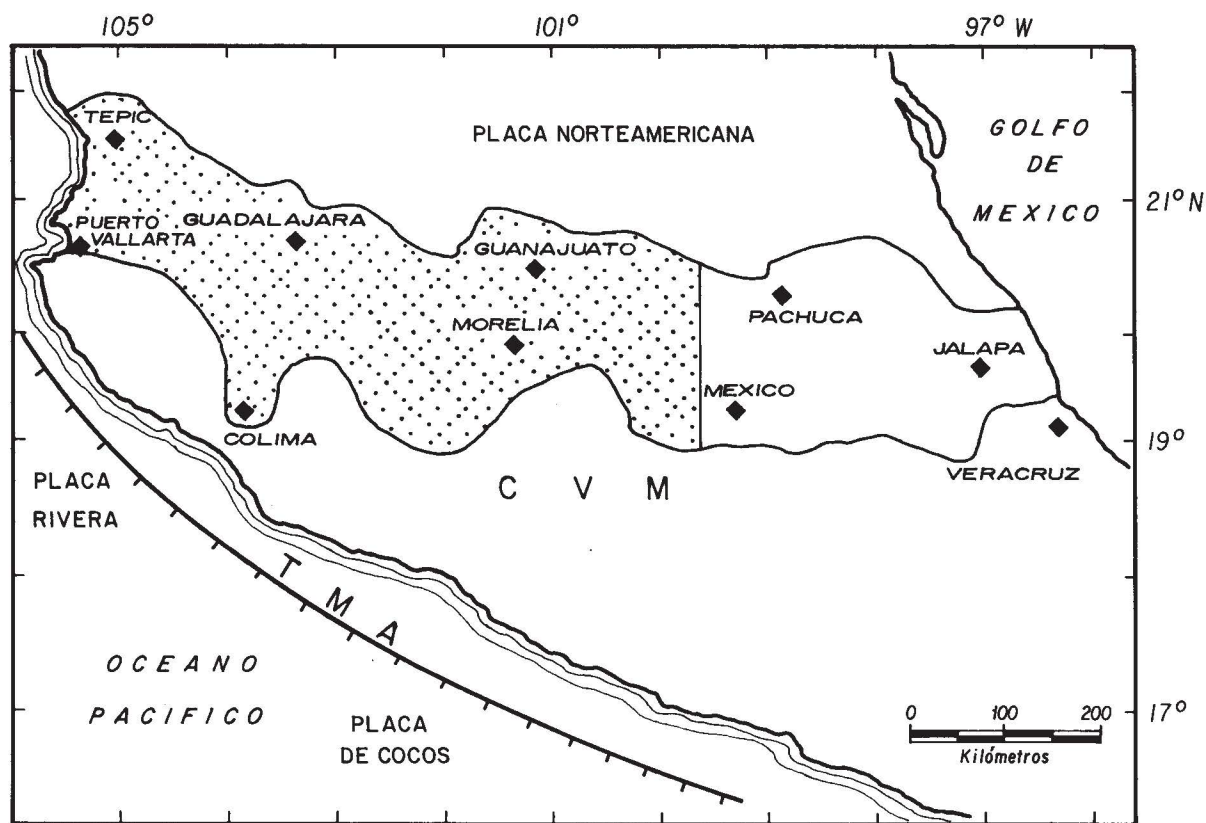 105°
101°
97° W
TEPIC
PLACA NORTEAMERICANA
GOLFO
DE
MEXICO
21° N
PUERTO
VALLARTA
GUADALAJARA
GUANAJUATO
PACHUCA
MORELIA
JALAPA
MEXICO
COLIMA
19°
VERACRUZ
PLACA
RIVERA
C V M
T M A
OCEANO
PACIFICO
PLACA
DE COCOS
17°
0 100 200
Kilómetros